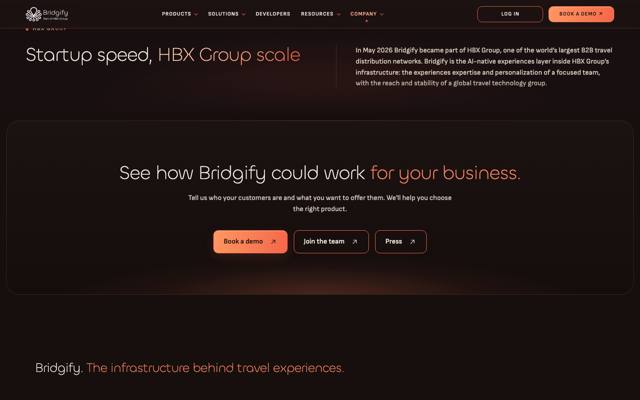 Bridgify
PRODUCTS
SOLUTIONS
DEVELOPERS
RESOURCES
COMPANY
LOG IN
BOOK A DEMO ↗
Startup speed, HBX Group scale
In May 2026 Bridgify became part of HBX Group, one of the world's largest B2B travel
distribution networks. Bridgify is the AI-native experiences layer inside HBX Group's
infrastructure: the experiences expertise and personalization of a focused team,
with the reach and stability of a global travel technology group.
See how Bridgify could work for your business.
Tell us who your customers are and what you want to offer them. We'll help you choose
the right product.
Book a demo ↗
Join the team ↗
Press ↗
Bridgify. The infrastructure behind travel experiences.